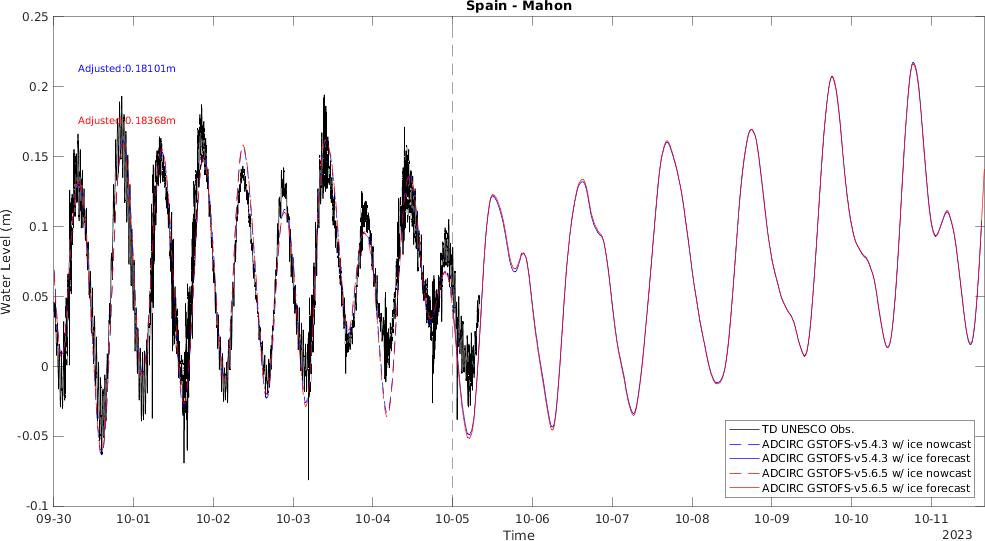 Spain - Mahon
0.25
0.2
0.15
0.1
0.05
0
-0.05
-0.1
Water Level (m)
Adjusted:0.18101m
Adjusted:0.18368m
TD UNESCO Obs.
ADCIRC GSTOFS-v5.4.3 w/ ice nowcast
ADCIRC GSTOFS-v5.4.3 w/ ice forecast
ADCIRC GSTOFS-v5.6.5 w/ ice nowcast
ADCIRC GSTOFS-v5.6.5 w/ ice forecast
09-30 10-01 10-02 10-03 10-04 10-05 10-06 10-07 10-08 10-09 10-10 10-11
Time
2023